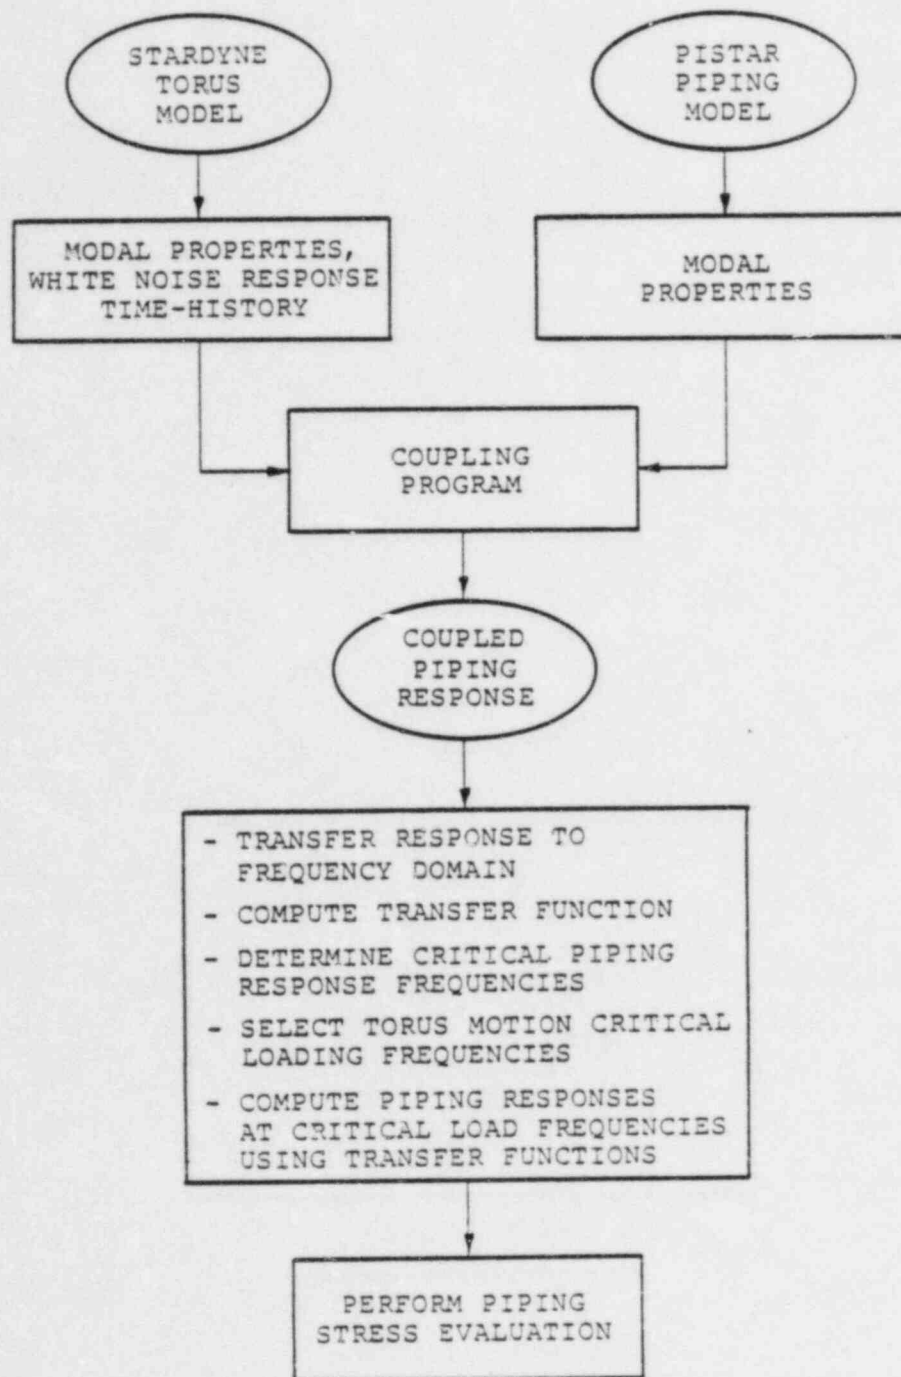 STARDYNE
TORUS
MODEL
PISTAR
PIPING
MODEL
MODAL PROPERTIES,
WHITE NOISE RESPONSE
TIME-HISTORY
MODAL
PROPERTIES
COUPLING
PROGRAM
COUPLED
PIPING
RESPONSE
- TRANSFER RESPONSE TO
FREQUENCY DOMAIN
- COMPUTE TRANSFER FUNCTION
- DETERMINE CRITICAL PIPING
RESPONSE FREQUENCIES
- SELECT TORUS MOTION CRITICAL
LOADING FREQUENCIES
- COMPUTE PIPING RESPONSES
AT CRITICAL LOAD FREQUENCIES
USING TRANSFER FUNCTIONS
PERFORM PIPING
STRESS EVALUATION